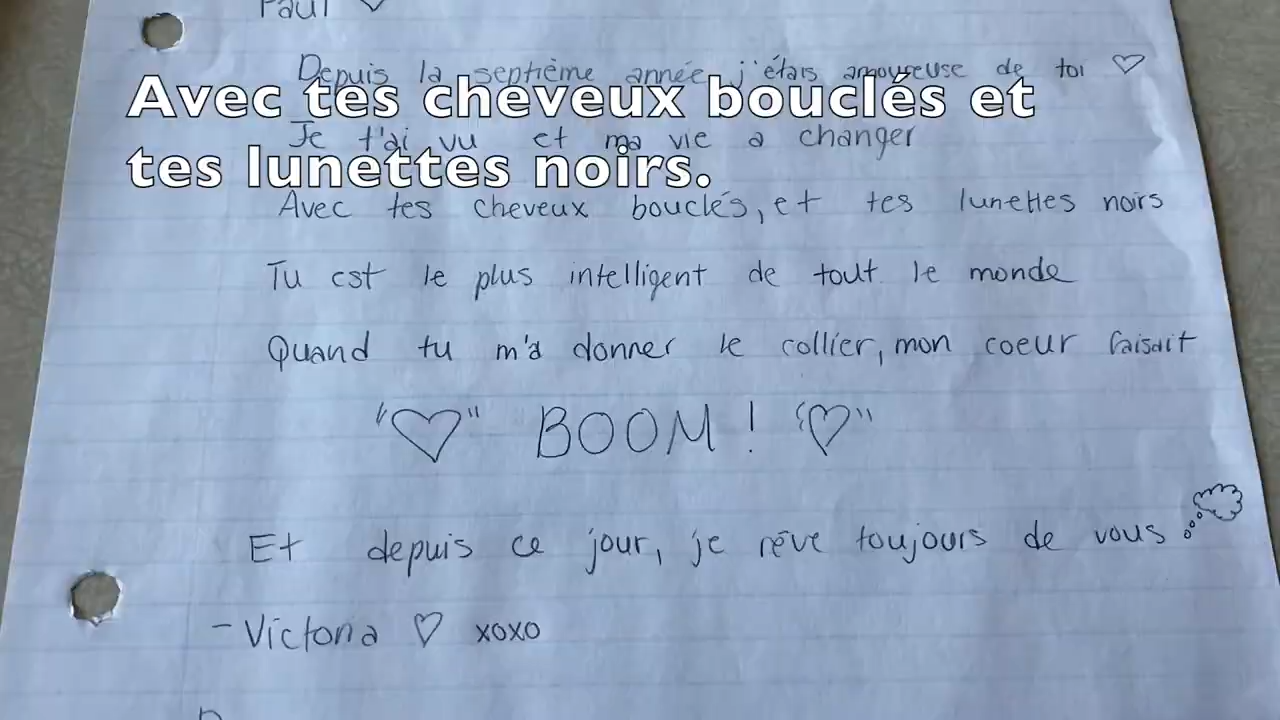 Paul ♡
Depuis la septième année j'étais amoureuse de toi ♡
Avec tes cheveux bouclés et
Je t'ai vu et ma vie a changer
tes lunettes noirs.
Avec tes cheveux bouclés, et tes lunettes noirs
Tu est le plus intelligent de tout le monde
Quand tu m'a donner le collier, mon coeur faisait
"♡" BOOM ! "♡"
Et depuis ce jour, je rêve toujours de vous
- Victoria ♡ xoxo